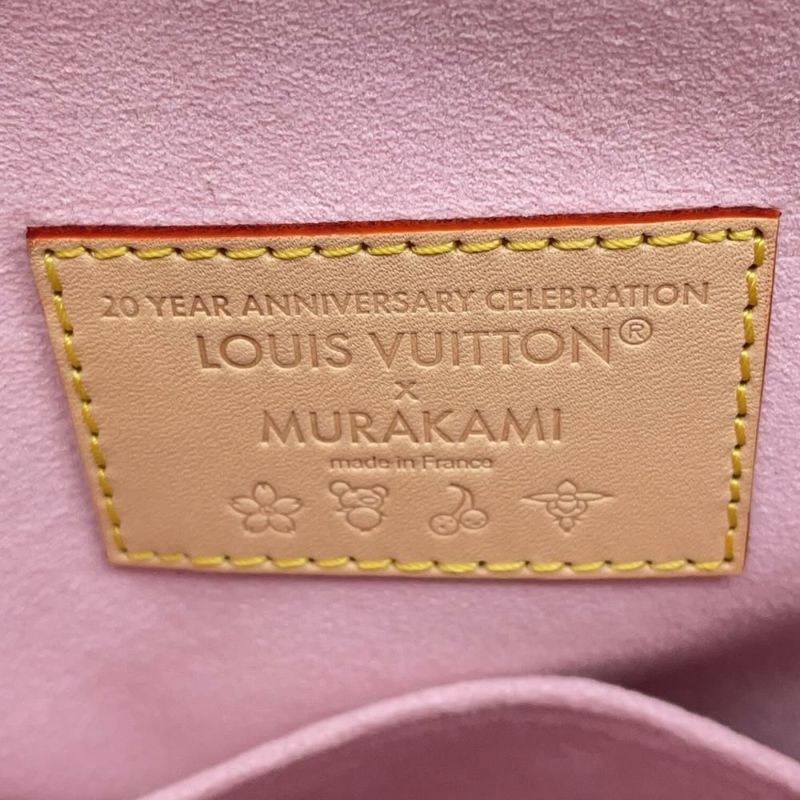 20 YEAR ANNIVERSARY CELEBRATION
LOUIS VUITTON®
x
MURAKAMI
made in France